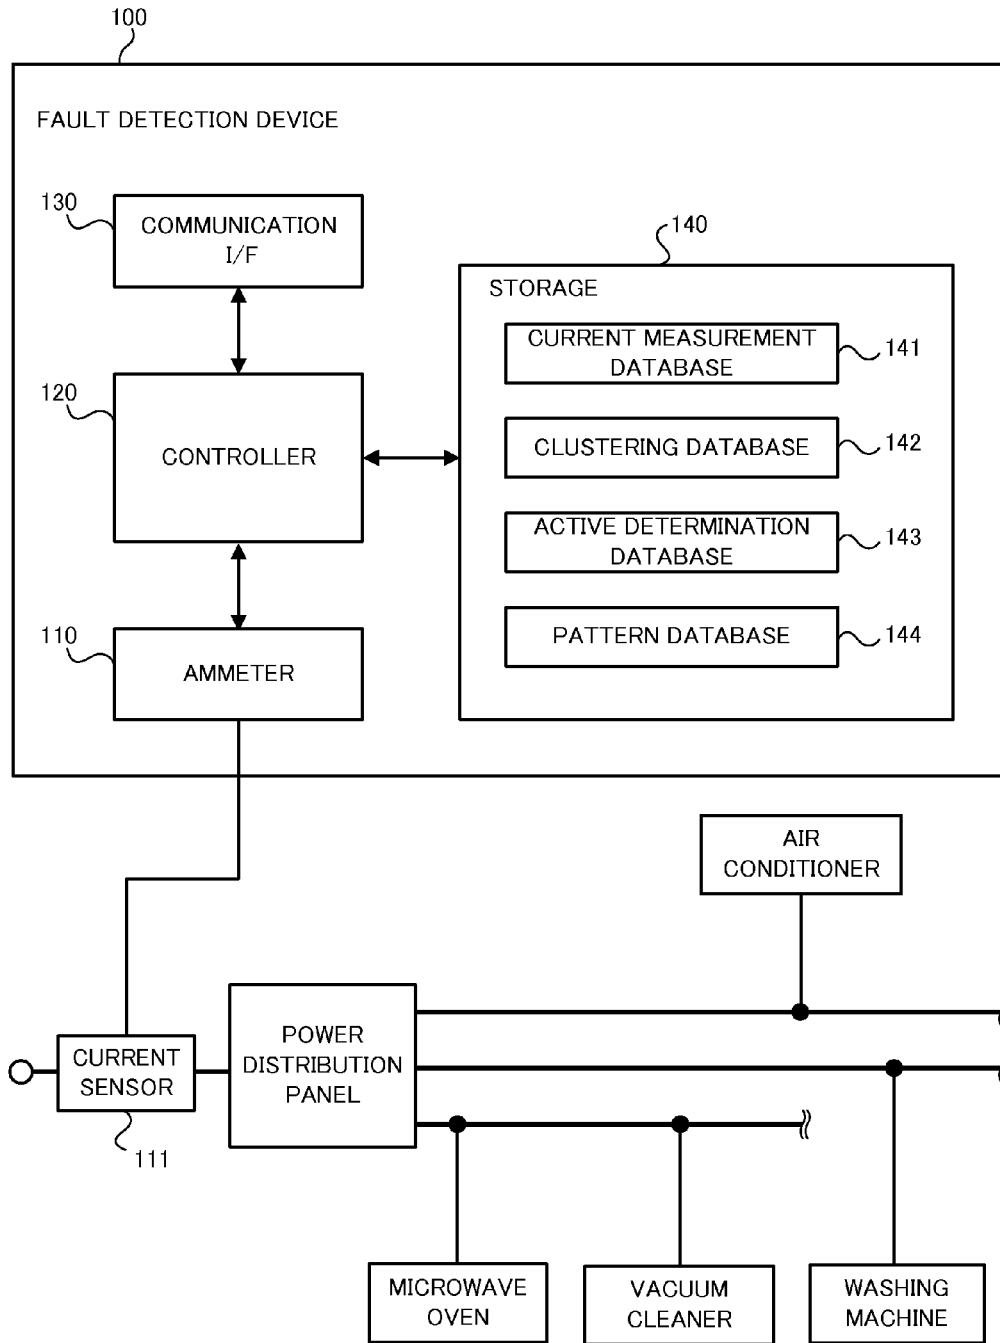 100
FAULT DETECTION DEVICE
130
COMMUNICATION
I/F
140
STORAGE
CURRENT MEASUREMENT
DATABASE
141
120
CONTROLLER
CLUSTERING DATABASE
142
ACTIVE DETERMINATION
DATABASE
143
110
AMMETER
PATTERN DATABASE
144
AIR
CONDITIONER
CURRENT
SENSOR
111
POWER
DISTRIBUTION
PANEL
MICROWAVE
OVEN
VACUUM
CLEANER
WASHING
MACHINE